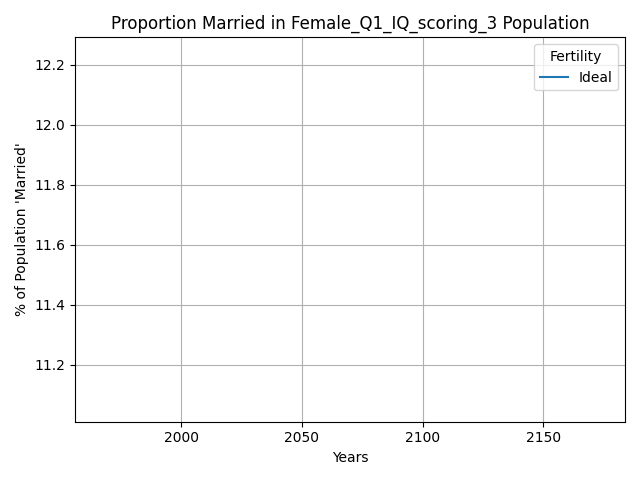 Proportion Married in Female_Q1_IQ_scoring_3 Population
Fertility
Ideal
% of Population 'Married'
12.2
12.0
11.8
11.6
11.4
11.2
2000 2050 2100 2150
Years